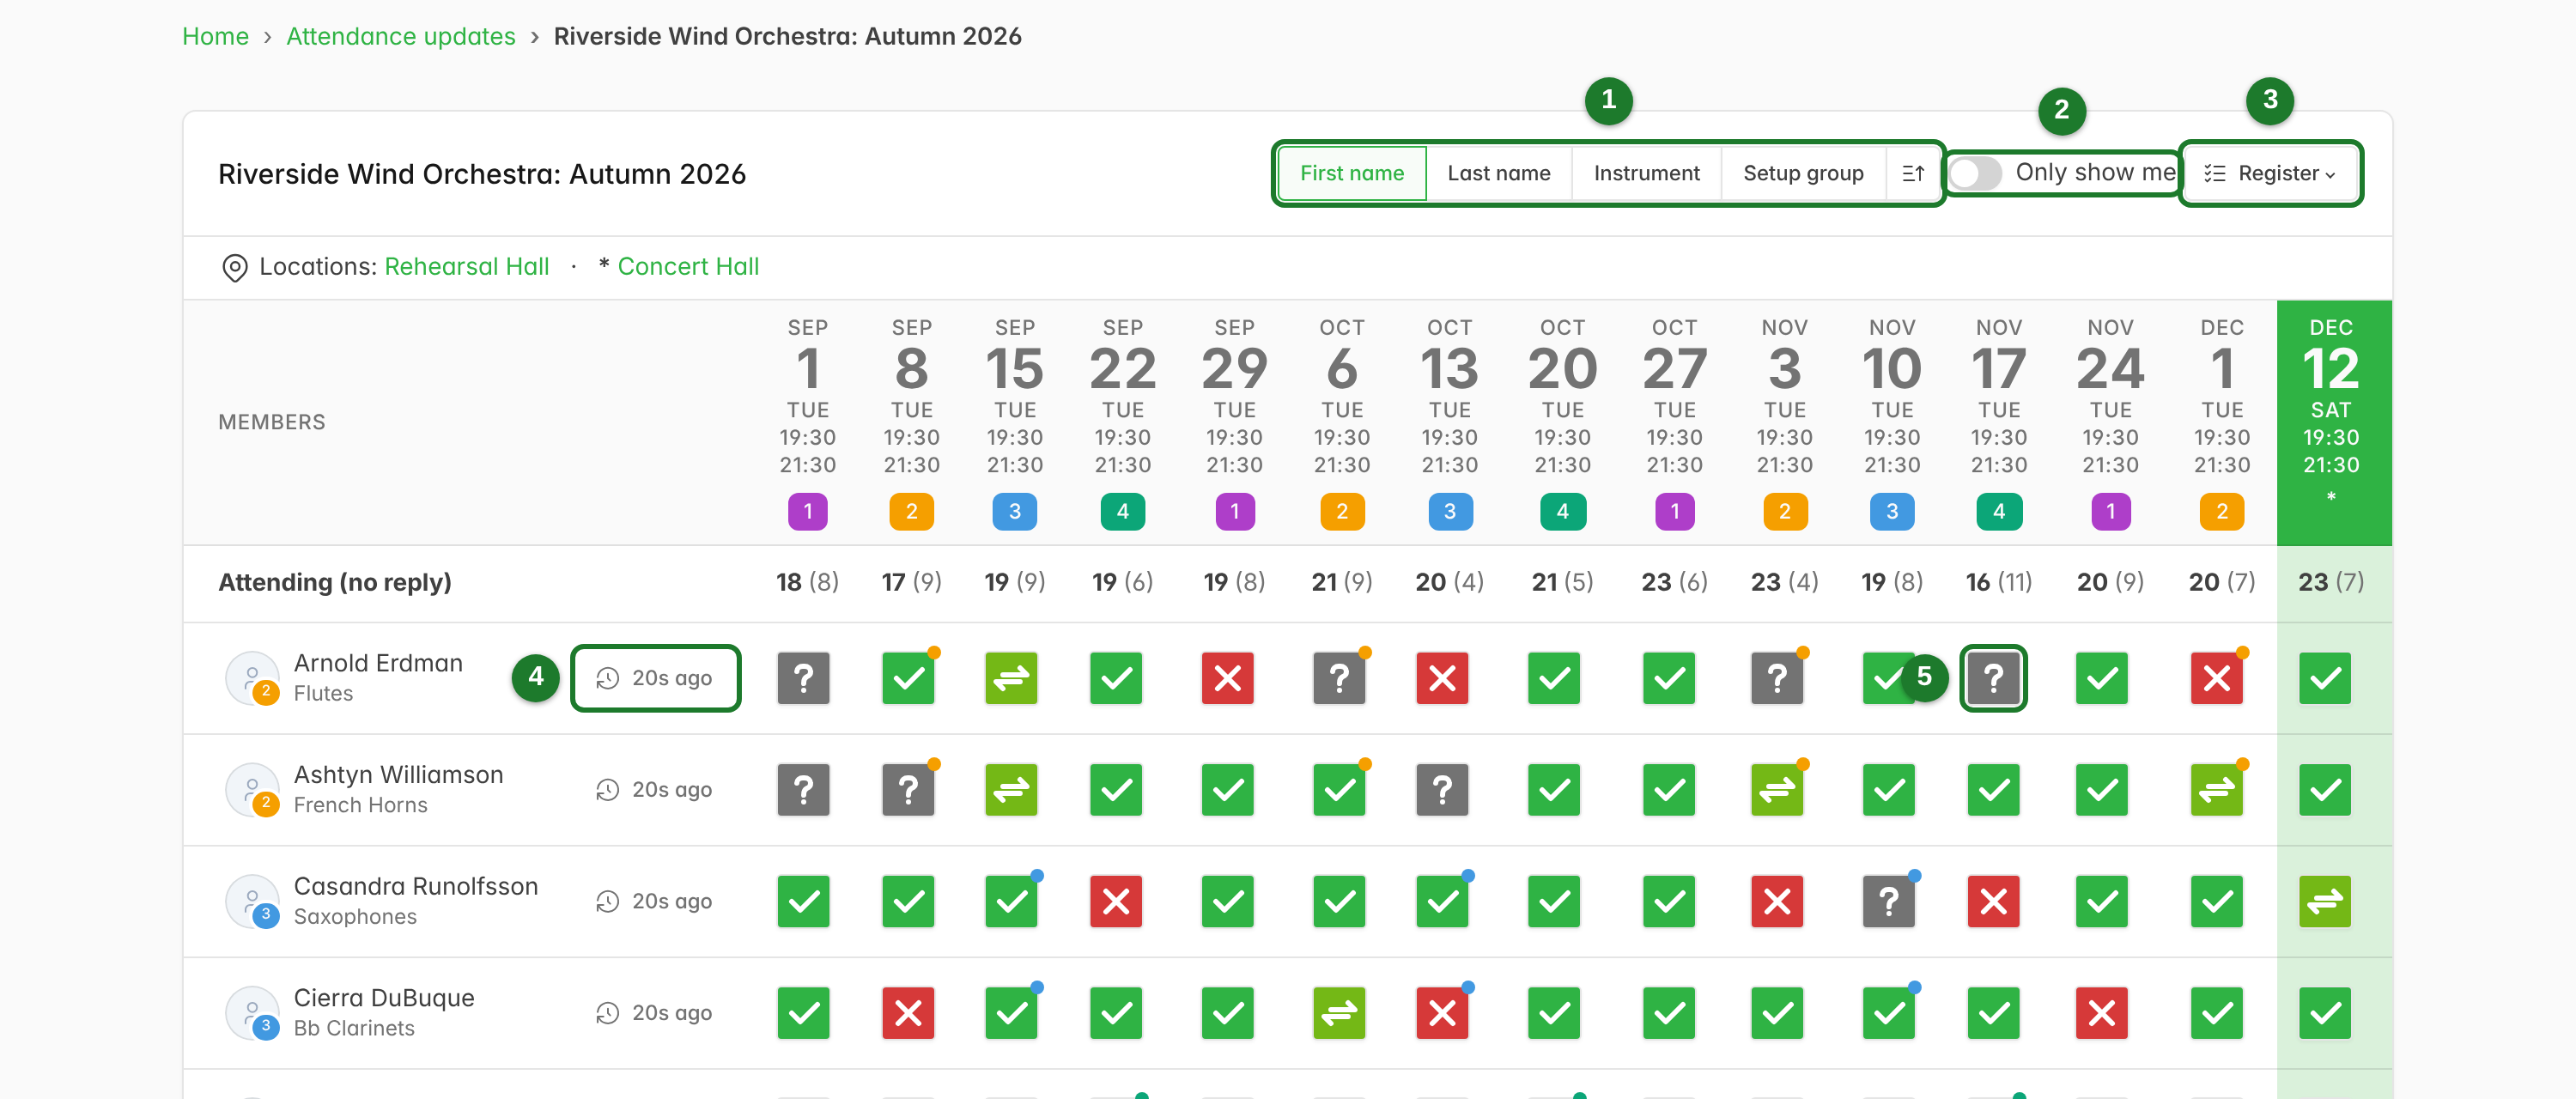 Home › Attendance updates › Riverside Wind Orchestra: Autumn 2026
1 2 3
Riverside Wind Orchestra: Autumn 2026 First name Last name Instrument Setup group Only show me Register
Locations: Rehearsal Hall · * Concert Hall
SEP SEP SEP SEP SEP OCT OCT OCT OCT NOV NOV NOV NOV DEC DEC
1 8 15 22 29 6 13 20 27 3 10 17 24 1 12
MEMBERS TUE TUE TUE TUE TUE TUE TUE TUE TUE TUE TUE TUE TUE TUE SAT
19:30 19:30 19:30 19:30 19:30 19:30 19:30 19:30 19:30 19:30 19:30 19:30 19:30 19:30 19:30
21:30 21:30 21:30 21:30 21:30 21:30 21:30 21:30 21:30 21:30 21:30 21:30 21:30 21:30 21:30
1 2 3 4 1 2 3 4 1 2 3 4 1 2 *
Attending (no reply) 18 (8) 17 (9) 19 (9) 19 (6) 19 (8) 21 (9) 20 (4) 21 (5) 23 (6) 23 (4) 19 (8) 16 (11) 20 (9) 20 (7) 23 (7)
Arnold Erdman
2 Flutes 4 20s ago ? ? ? 5 ?
Ashtyn Williamson
2 French Horns 20s ago ? ? ?
Casandra Runolfsson
3 Saxophones 20s ago ?
Cierra DuBuque
3 Bb Clarinets 20s ago